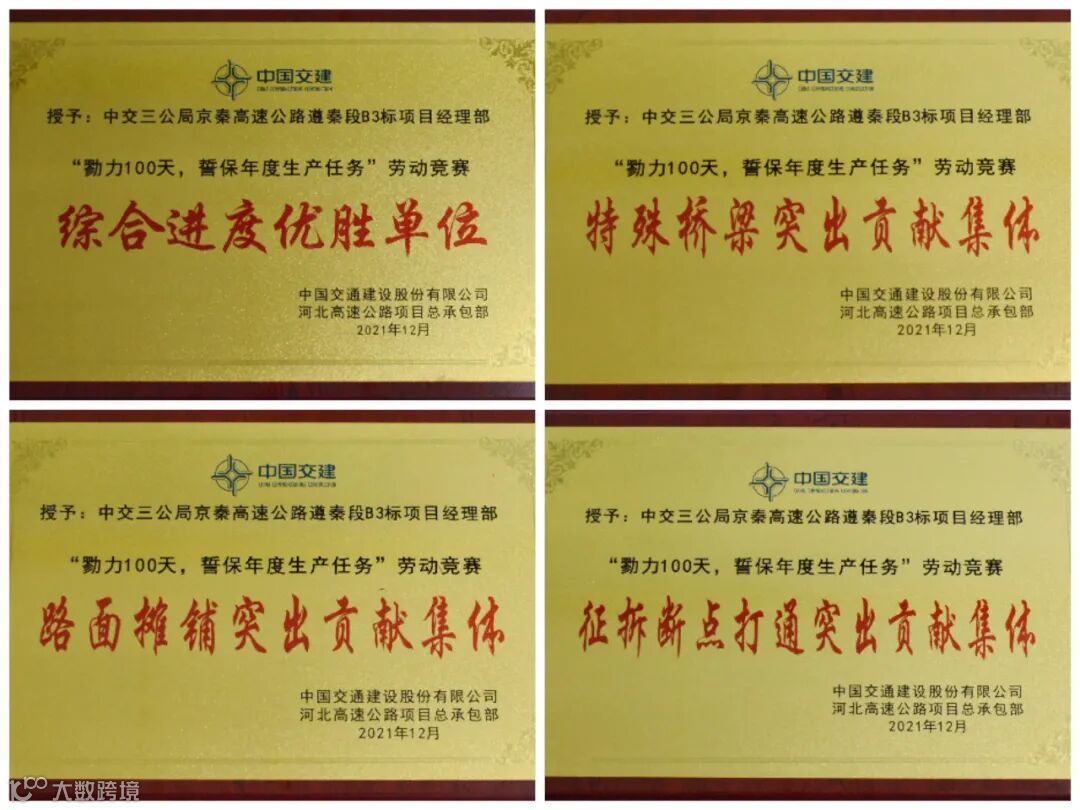 中国交建
授予：中交三公局京秦高速公路遵秦段B3标项目经理部
“勠力100天，誓保年度生产任务”劳动竞赛
综合进度优胜单位
中国交通建设股份有限公司
河北高速公路项目总承包部
2021年12月
中国交建
授予：中交三公局京秦高速公路遵秦段B3标项目经理部
“勠力100天，誓保年度生产任务”劳动竞赛
特殊桥梁突出贡献集体
中国交通建设股份有限公司
河北高速公路项目总承包部
2021年12月
中国交建
授予：中交三公局京秦高速公路遵秦段B3标项目经理部
“勠力100天，誓保年度生产任务”劳动竞赛
路面摊铺突出贡献集体
中国交通建设股份有限公司
河北高速公路项目总承包部
2021年12月
中国交建
授予：中交三公局京秦高速公路遵秦段B3标项目经理部
“勠力100天，誓保年度生产任务”劳动竞赛
征拆断点打通突出贡献集体
中国交通建设股份有限公司
河北高速公路项目总承包部
2021年12月
大数跨境